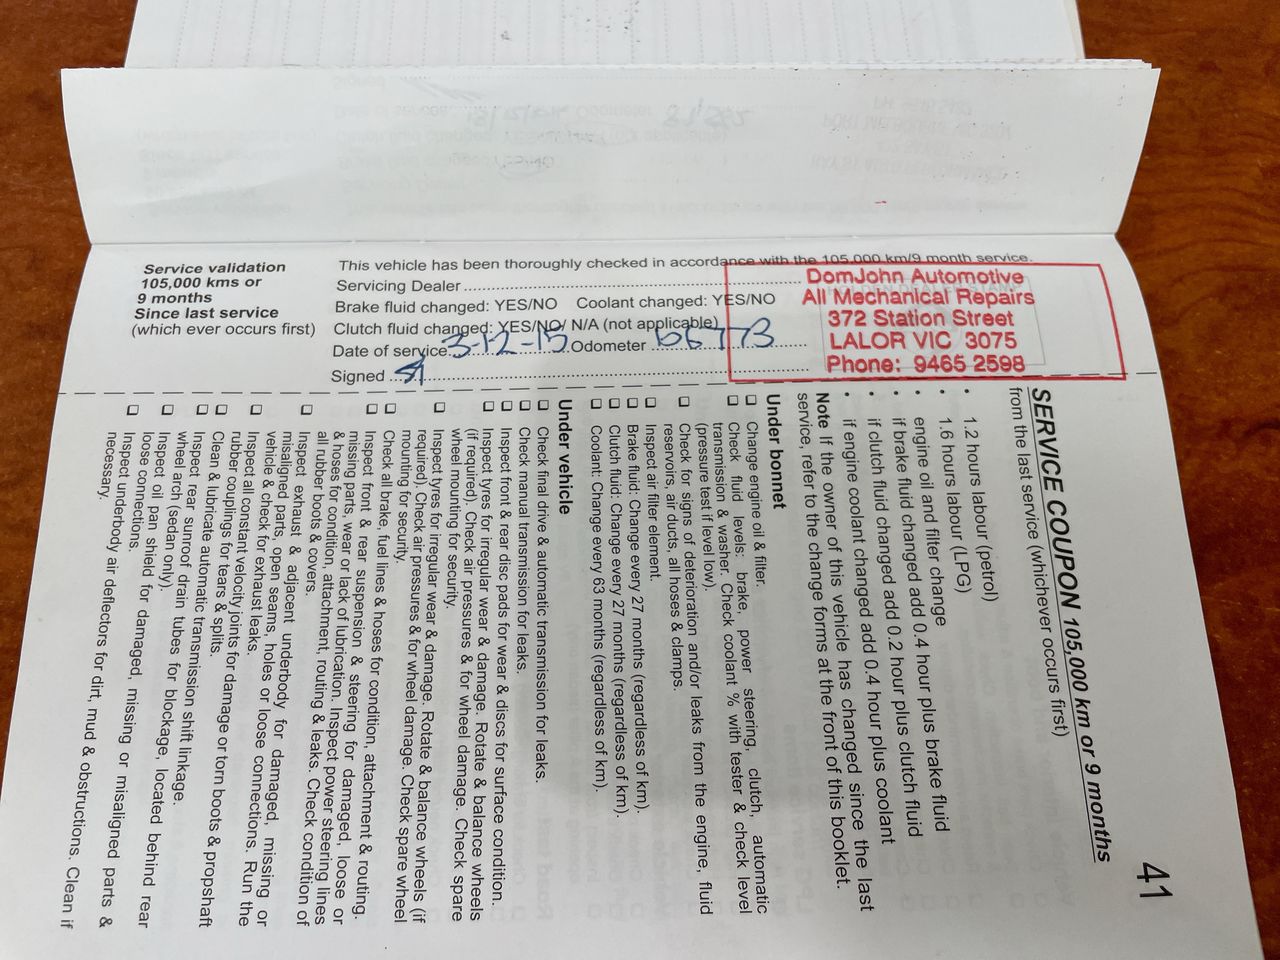 Service validation
105,000 kms or
9 months
Since last service
(which ever occurs first)
This vehicle has been thoroughly checked in accordance with the 105,000 km/9 month service.
Servicing Dealer
Brake fluid changed: YES/NO Coolant changed: YES/NO
Clutch fluid changed: YES/NO/ N/A (not applicable)
Date of service 3-12-15 Odometer
Signed
DomJohn Automotive
All Mechanical Repairs
372 Station Street
LALOR VIC 3075
Phone: 9465 2598
41
SERVICE COUPON 105,000 km or 9 months
from the last service (whichever occurs first)
• 1.2 hours labour (petrol)
• 1.6 hours labour (LPG)
• engine oil and filter change
• if brake fluid changed add 0.4 hour plus brake fluid
• if clutch fluid changed add 0.2 hour plus clutch fluid
• if engine coolant changed add 0.4 hour plus coolant
Note If the owner of this vehicle has changed since the last
service, refer to the change forms at the front of this booklet.
Under bonnet
☐ Change engine oil & filter.
☐ Check fluid levels: brake, power steering, clutch, automatic
transmission & washer. Check coolant % with tester & check level
(pressure test if level low).
☐ Check for signs of deterioration and/or leaks from the engine, fluid
reservoirs, air ducts, all hoses & clamps.
☐ Inspect air filter element.
☐ Brake fluid: Change every 27 months (regardless of km).
☐ Clutch fluid: Change every 27 months (regardless of km).
☐ Coolant: Change every 63 months (regardless of km).
Under vehicle
☐ Check final drive & automatic transmission for leaks.
☐ Check manual transmission for leaks.
☐ Inspect front & rear disc pads for wear & discs for surface condition.
☐ Inspect tyres for irregular wear & damage. Rotate & balance wheels
(if required). Check air pressures & for wheel damage. Check spare
wheel mounting for security.
☐ Inspect tyres for irregular wear & damage. Rotate & balance wheels (if
required). Check air pressures & for wheel damage. Check spare wheel
mounting for security.
☐ Check all brake, fuel lines & hoses for condition, attachment & routing.
☐ Inspect front & rear suspension & steering for damaged, loose or
missing parts, wear or lack of lubrication. Inspect power steering lines
& hoses for condition, attachment, routing & leaks. Check condition of
all rubber boots & covers.
☐ Inspect exhaust & adjacent underbody for damaged, missing or
misaligned parts, open seams, holes or loose connections. Run the
vehicle & check for exhaust leaks.
☐ Inspect all constant velocity joints for damage or torn boots & propshaft
rubber couplings for tears & splits.
☐ Clean & lubricate automatic transmission shift linkage.
☐ Inspect rear sunroof drain tubes for blockage, located behind rear
wheel arch (sedan only).
☐ Inspect oil pan shield for damaged, missing or misaligned parts &
loose connections.
☐ Inspect underbody air deflectors for dirt, mud & obstructions. Clean if
necessary.